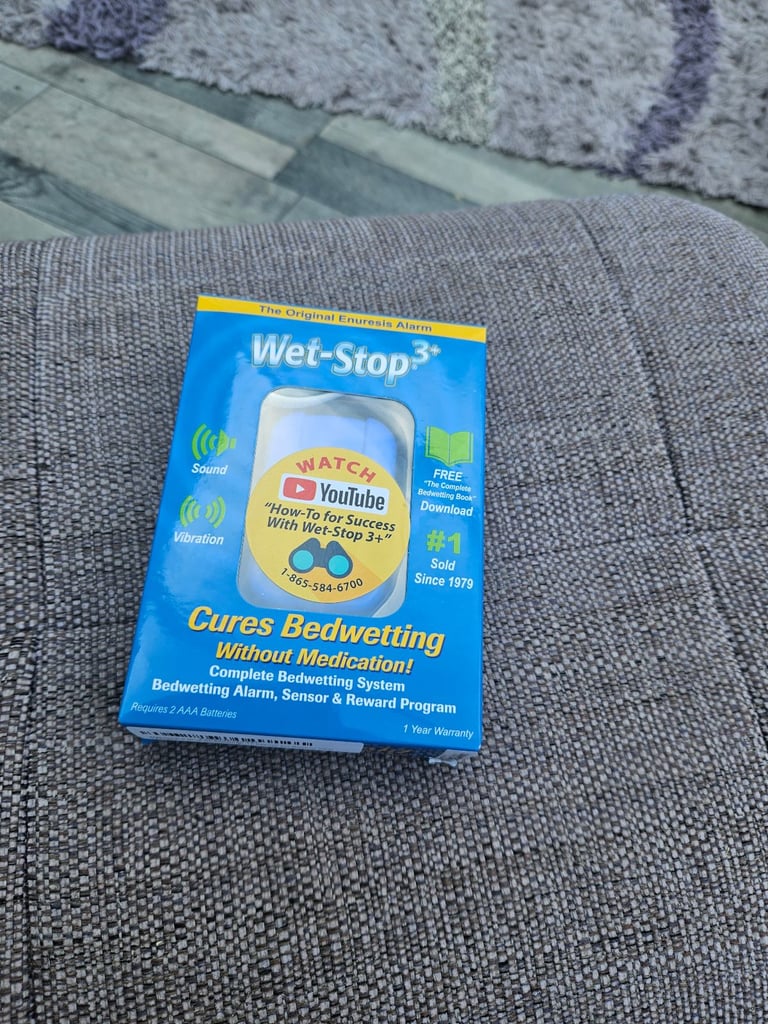 The Original Enuresis Alarm
Wet-Stop3+
Sound
Vibration
WATCH
YouTube
"How-To for Success
With Wet-Stop 3+"
1-865-584-6700
FREE
"The Complete
Bedwetting Book"
Download
#1
Sold
Since 1979
Cures Bedwetting
Without Medication!
Complete Bedwetting System
Bedwetting Alarm, Sensor & Reward Program
Requires 2 AAA Batteries
1 Year Warranty